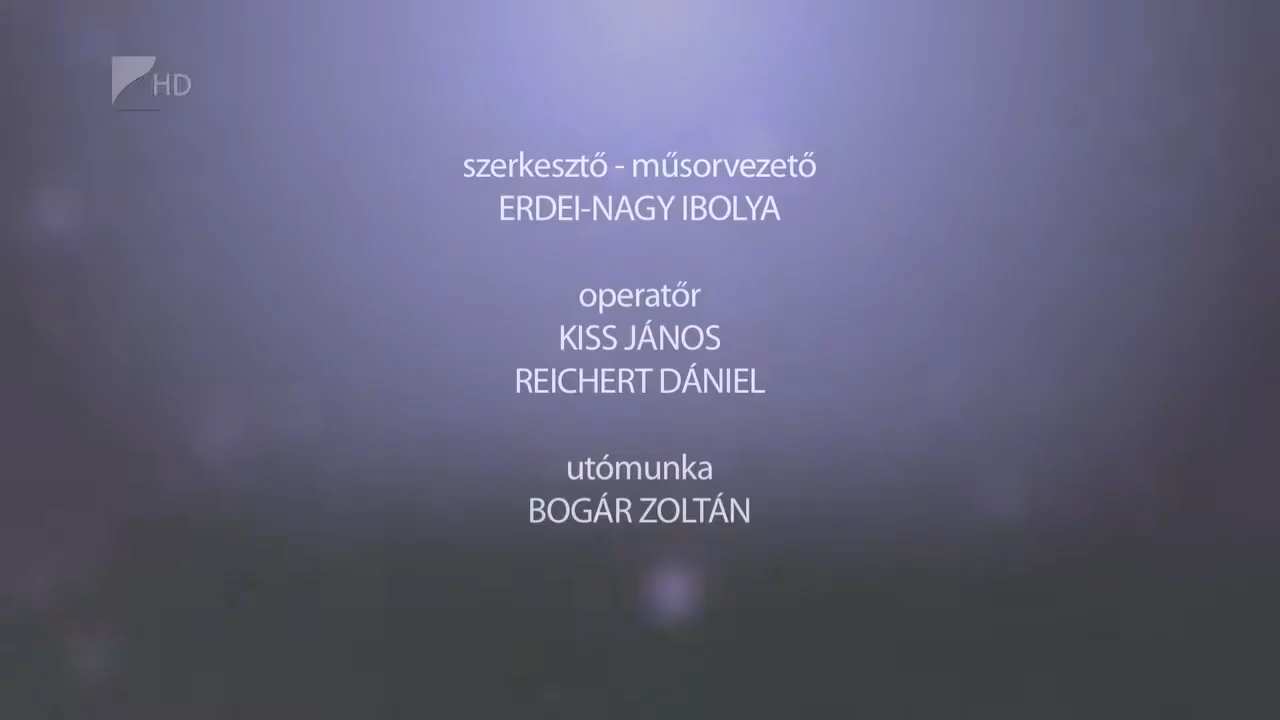 HD
szerkesztő - műsorvezető
ERDEI-NAGY IBOLYA
operatőr
KISS JÁNOS
REICHERT DÁNIEL
utómunka
BOGÁR ZOLTÁN